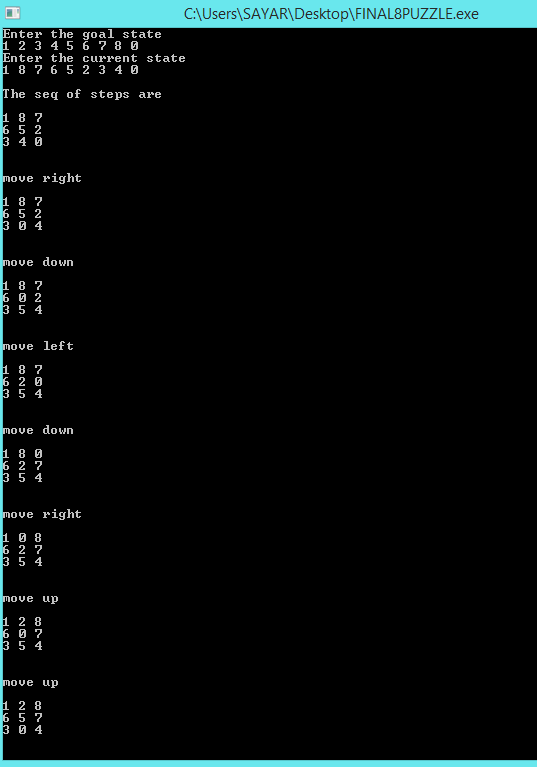 C:\Users\SAYAR\Desktop\FINAL8PUZZLE.exe
Enter the goal state
1 2 3 4 5 6 7 8 0
Enter the current state
1 8 7 6 5 2 3 4 0
The seq of steps are
1 8 7
6 5 2
3 4 0
move right
1 8 7
6 5 2
3 0 4
move down
1 8 7
6 0 2
3 5 4
move left
1 8 7
6 2 0
3 5 4
move down
1 8 0
6 2 7
3 5 4
move right
1 0 8
6 2 7
3 5 4
move up
1 2 8
6 0 7
3 5 4
move up
1 2 8
6 5 7
3 0 4